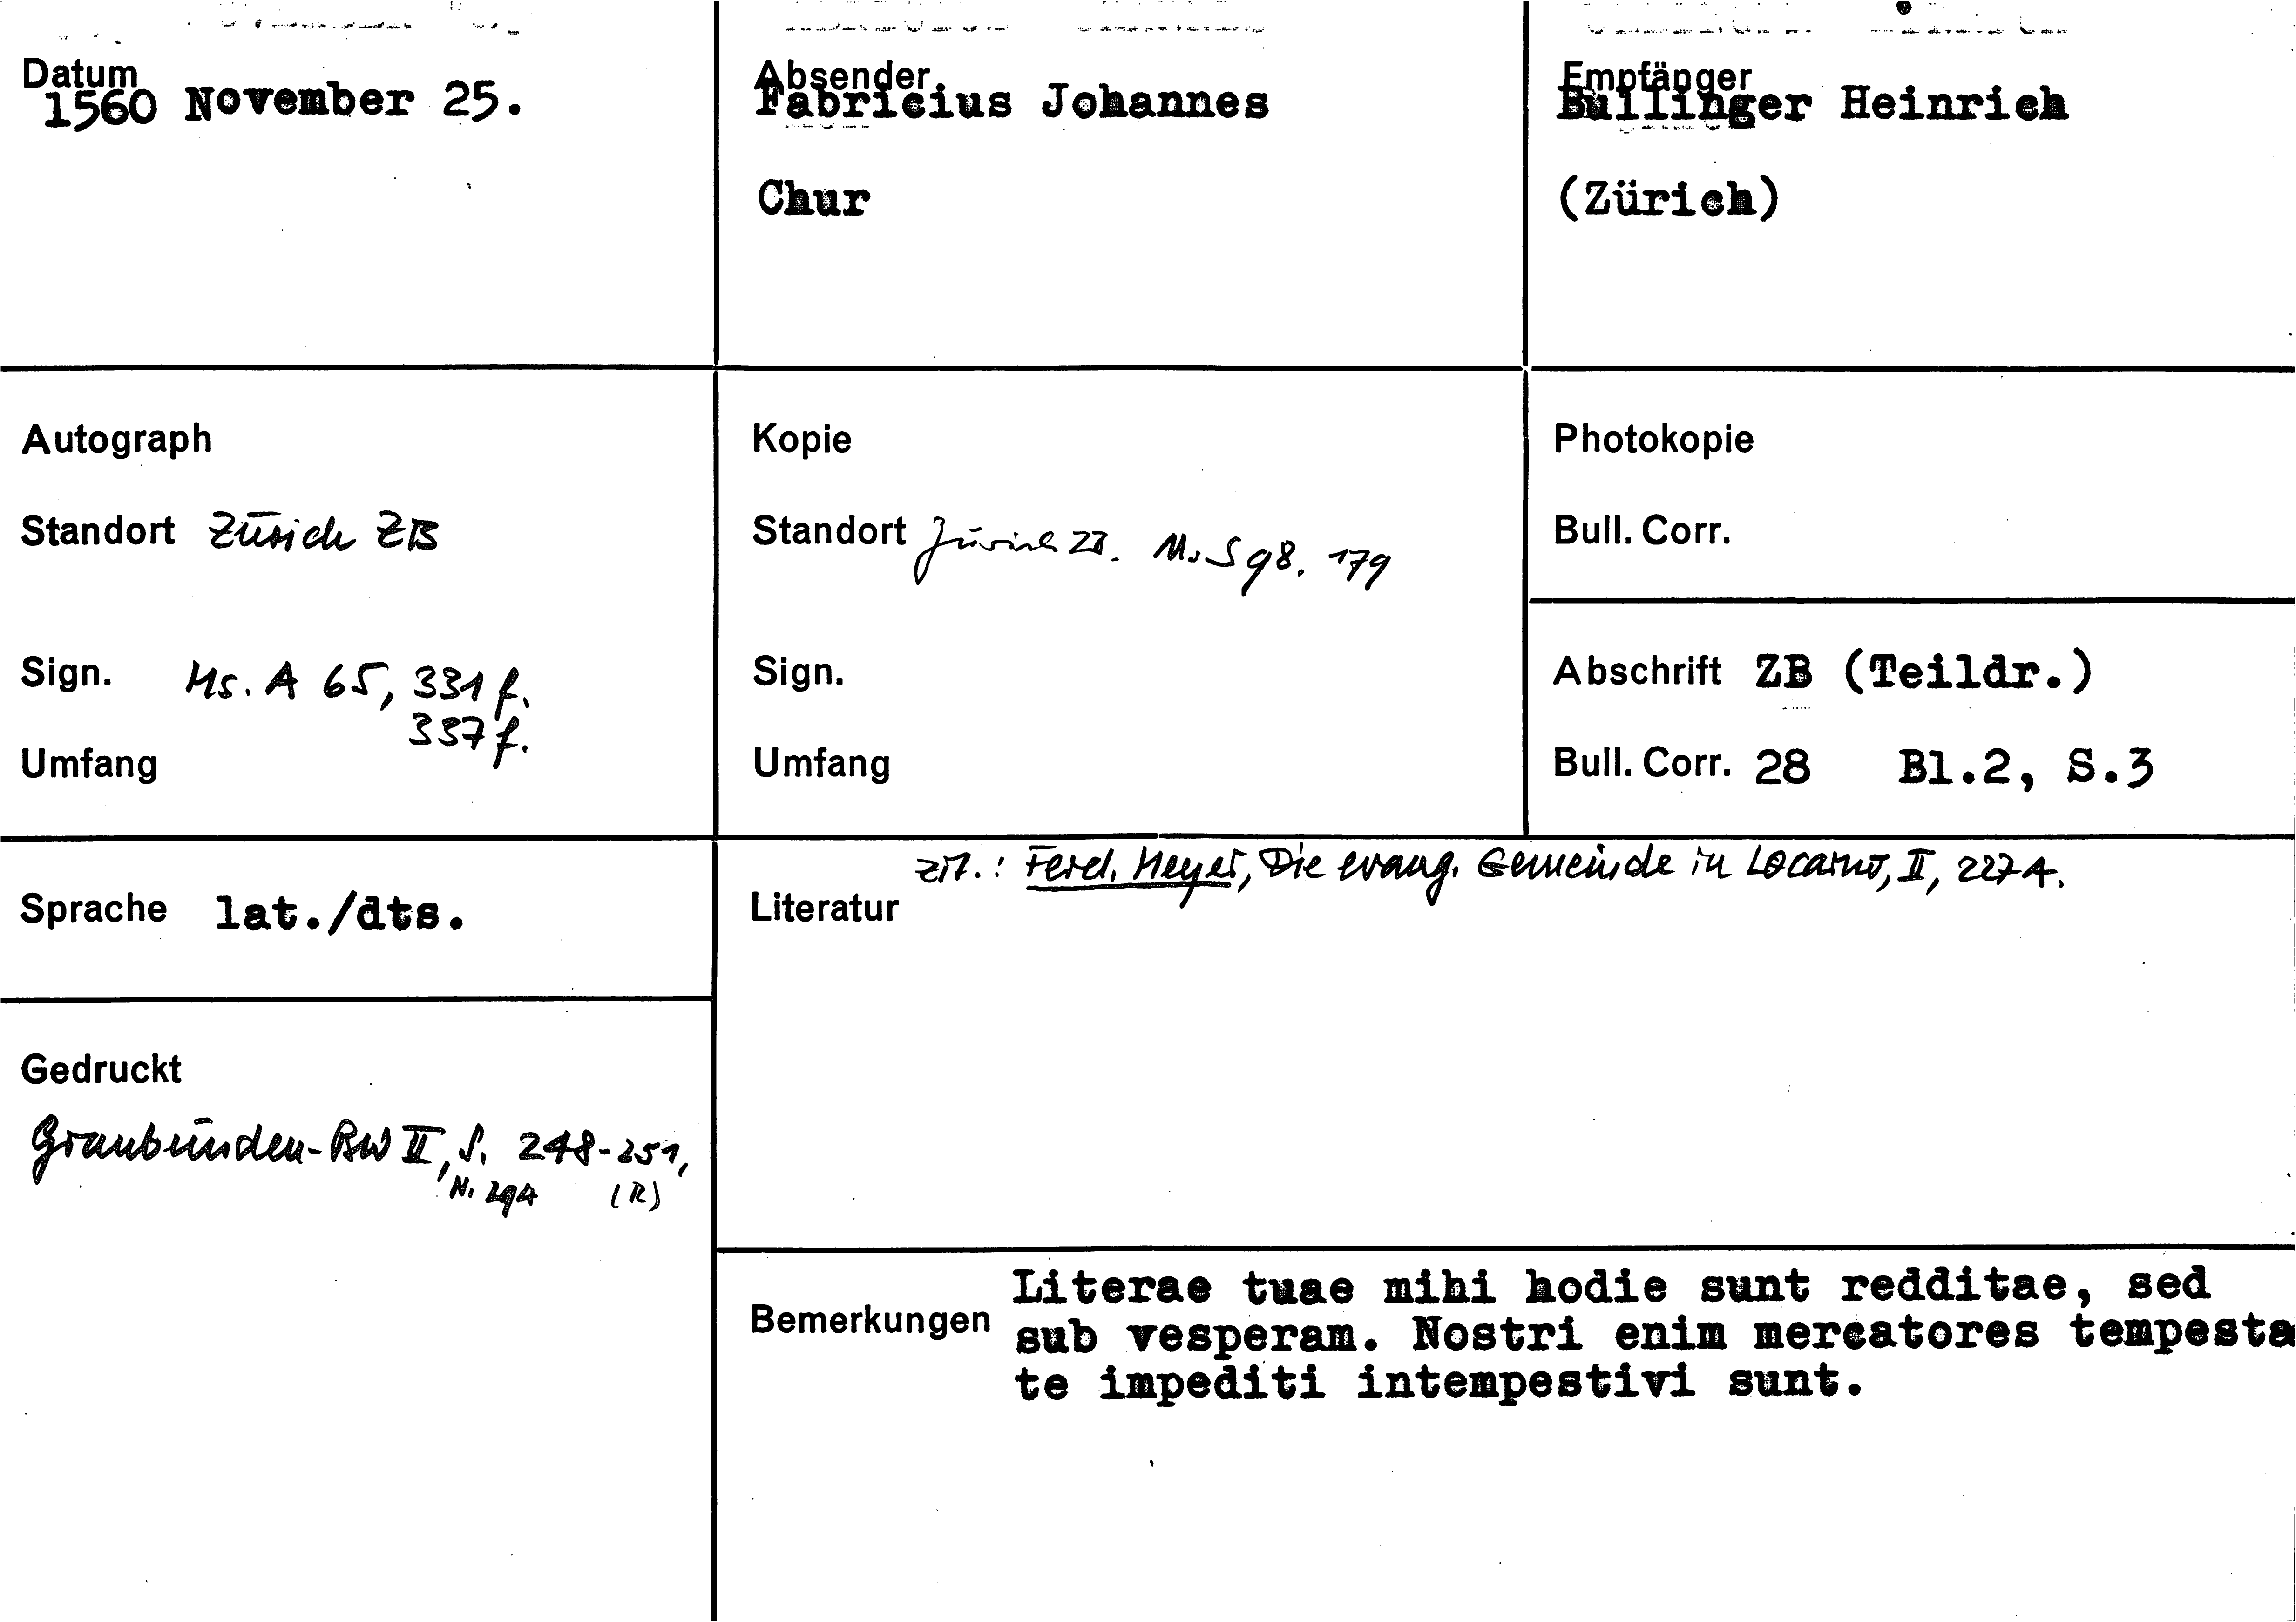 Datum
1560 November 25.
Absender
Fabricius Johannes
Chur
Empfänger
Bullinger Heinrich
(Zürich)
Autograph
Standort Zürich ZB
Sign. Ms. A 65, 331 f.
337 f.
Umfang
Kopie
Standort Zürich ZB. Ms S 98. 179
Sign.
Umfang
Photokopie
Bull. Corr.
Abschrift ZB (Teildr.)
Bull. Corr. 28 Bl.2, S.3
Sprache lat./dts.
zit.: Ferd. Meyer, Die evang. Gemeinde in Locarno, II, 227 A.
Literatur
Gedruckt
Graubünden-BW II, S. 248-251,
N. 294 (R)
Bemerkungen
Literae tuae mihi hodie sunt redditae, sed
sub vesperam. Nostri enim mercatores tempesta
te impediti intempestivi sunt.